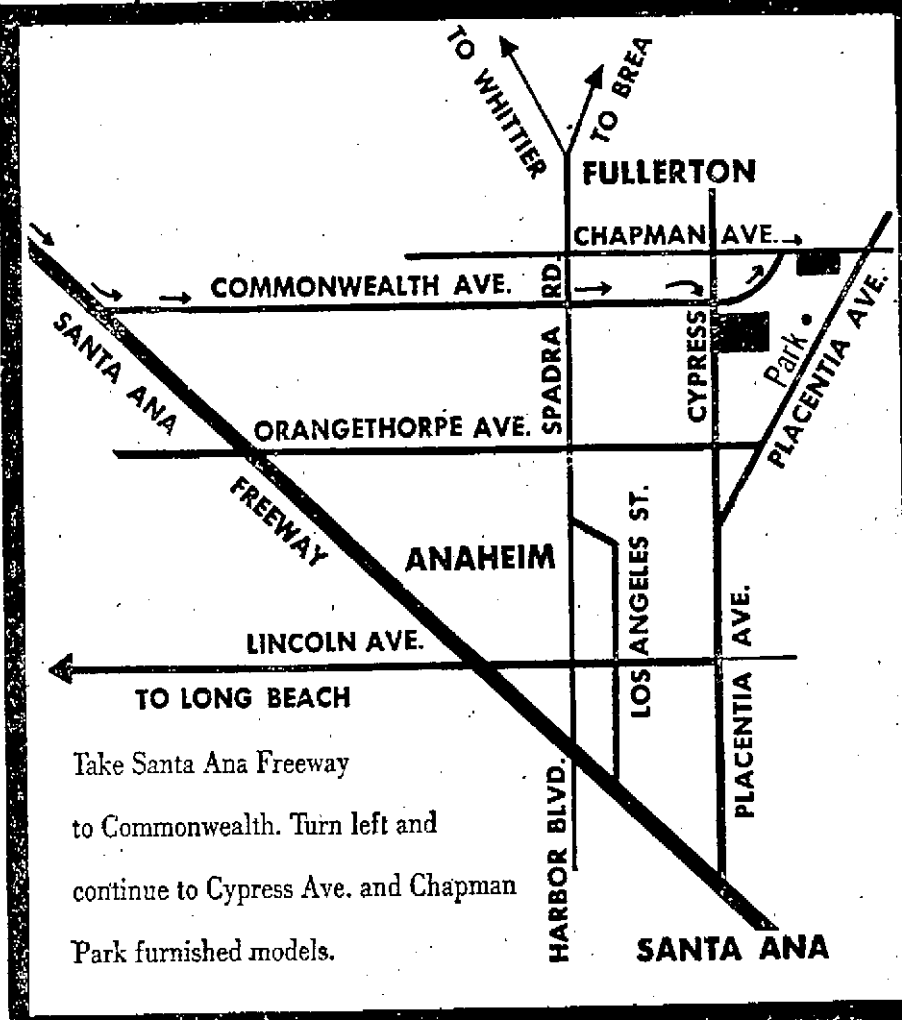 TO WHITTIER
TO BREA
FULLERTON
CHAPMAN AVE.
COMMONWEALTH AVE.
SPADRA RD.
CYPRESS
Park
PLACENTIA AVE.
SANTA ANA FREEWAY
ORANGETHORPE AVE.
ANAHEIM
LOS ANGELES ST.
LINCOLN AVE.
TO LONG BEACH
PLACENTIA AVE.
HARBOR BLVD.
SANTA ANA
Take Santa Ana Freeway
to Commonwealth. Turn left and
continue to Cypress Ave. and Chapman
Park furnished models.